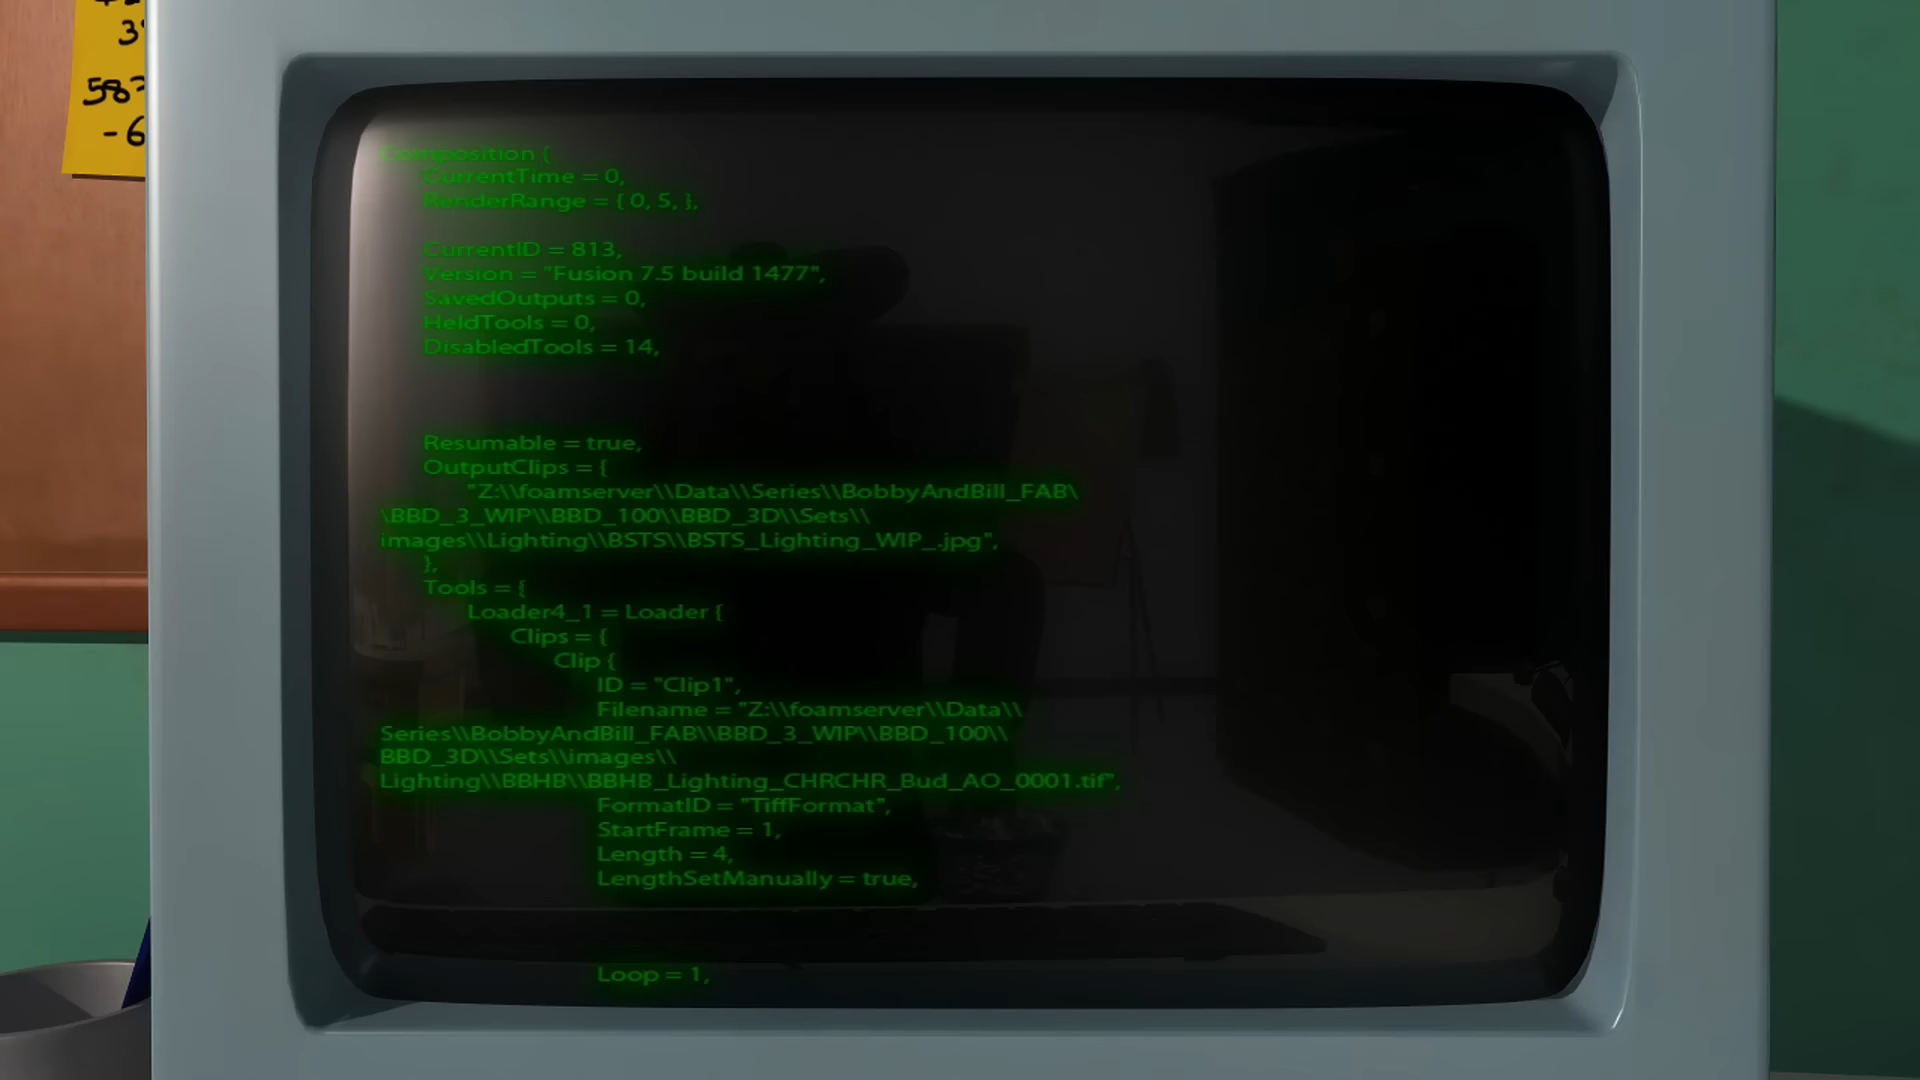 3
587
-6
Composition {
CurrentTime = 0,
RenderRange = { 0, 5, },
CurrentID = 813,
Version = "Fusion 7.5 build 1477",
SavedOutputs = 0,
HeldTools = 0,
DisabledTools = 14,
Resumable = true,
OutputClips = {
"Z:\\foamserver\\Data\\Series\\BobbyAndBill_FAB\
\BBD_3_WIP\\BBD_100\\BBD_3D\\Sets\\
images\\Lighting\\BSTS\\BSTS_Lighting_WIP_.jpg",
},
Tools = {
Loader4_1 = Loader {
Clips = {
Clip {
ID = "Clip1",
Filename = "Z:\\foamserver\\Data\\
Series\\BobbyAndBill_FAB\\BBD_3_WIP\\BBD_100\\
BBD_3D\\Sets\\images\\
Lighting\\BBHB\\BBHB_Lighting_CHRCHR_Bud_AO_0001.tif",
FormatID = "TiffFormat",
StartFrame = 1,
Length = 4,
LengthSetManually = true,
Loop = 1,